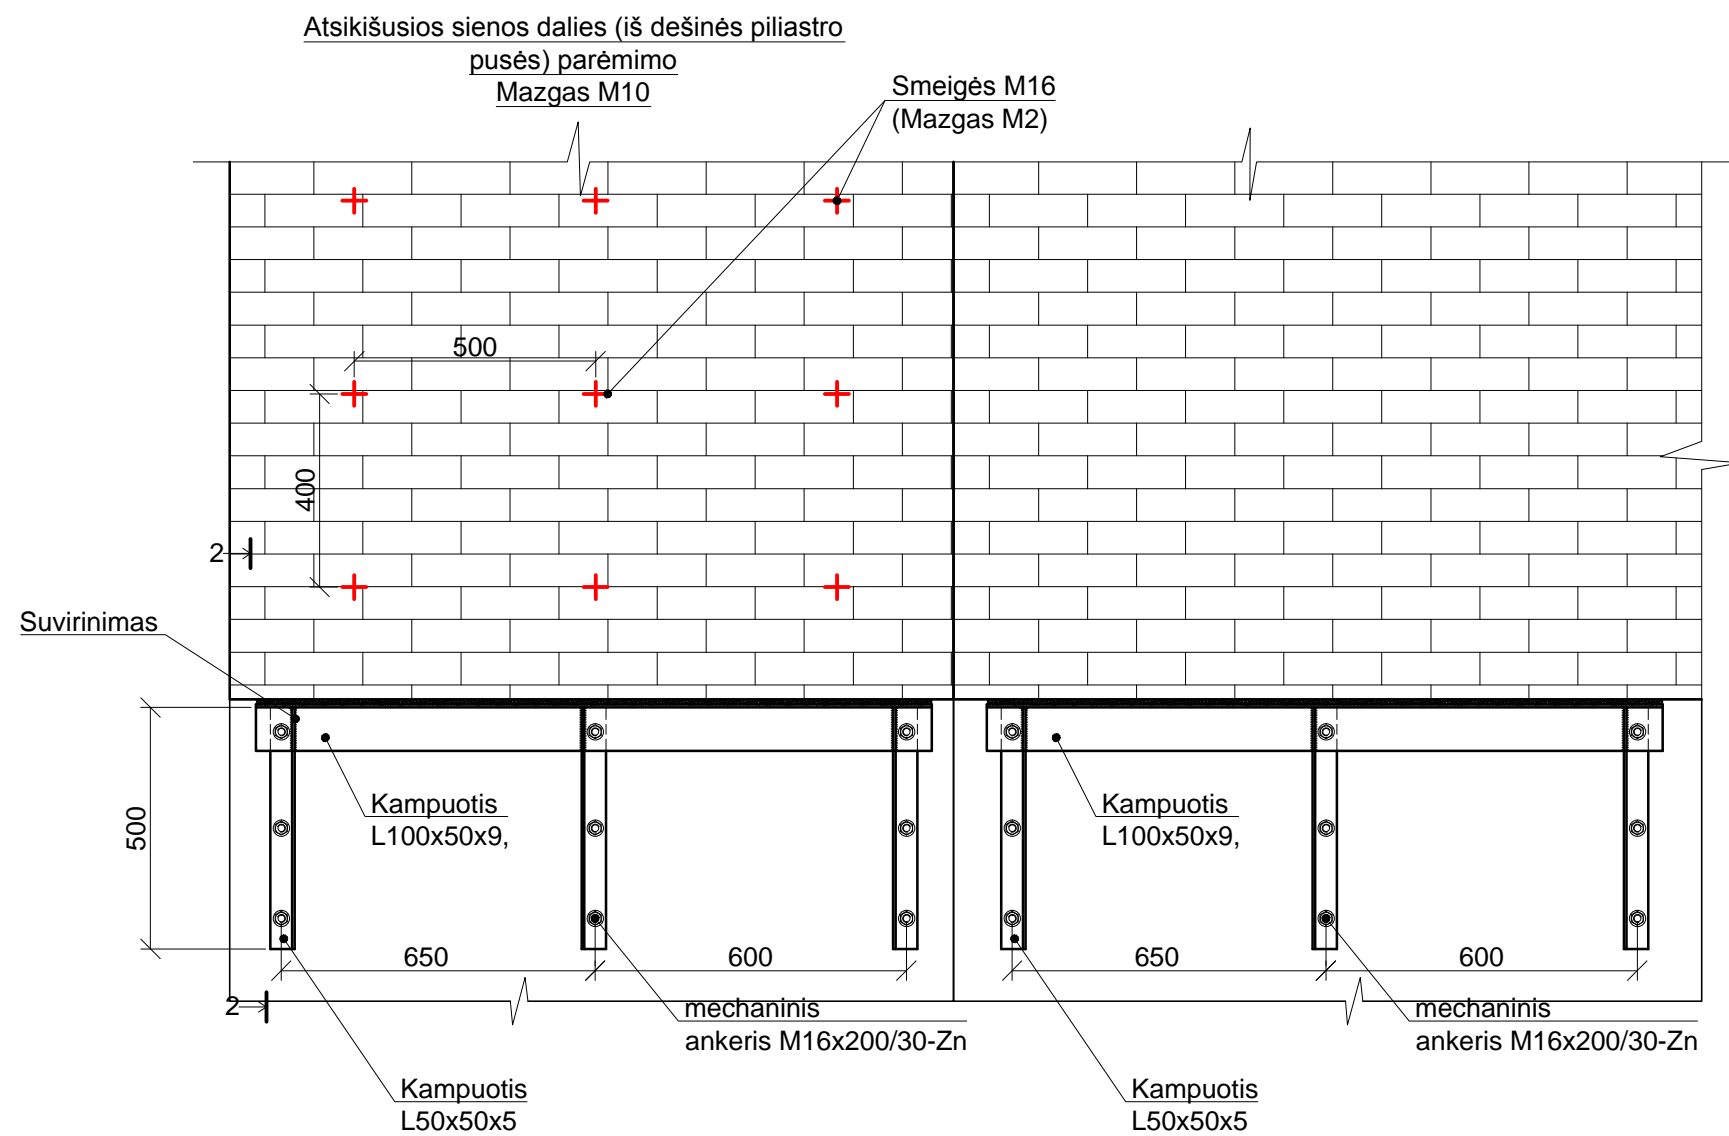 Atsikišusios sienos dalies (iš dešinės piliastro
pusės) parėmimo
Mazgas M10
Smeigės M16
(Mazgas M2)
500
400
2
Suvirinimas
500
Kampuotis
L100x50x9,
Kampuotis
L100x50x9,
650
600
650
600
2
mechaninis
ankeris M16x200/30-Zn
mechaninis
ankeris M16x200/30-Zn
Kampuotis
L50x50x5
Kampuotis
L50x50x5